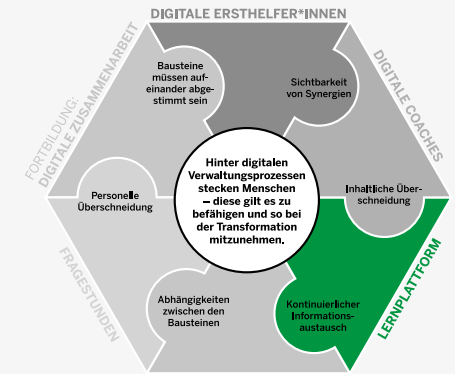 DIGITALE ERSTHELFER*INNEN
FORTBILDUNG:
DIGITALE ZUSAMMENARBEIT
DIGITALE COACHES
Bausteine
müssen auf-
einander abge-
stimmt sein
Sichtbarkeit
von Synergien
Hinter digitalen
Verwaltungsprozessen
stecken Menschen
– diese gilt es zu
befähigen und so bei
der Transformation
mitzunehmen.
Personelle
Überschneidung
Inhaltliche Über-
schneidung
Abhängigkeiten
zwischen den
Bausteinen
Kontinuierlicher
Informations-
austausch
FRAGESTUNDEN
LERNPLATTFORM